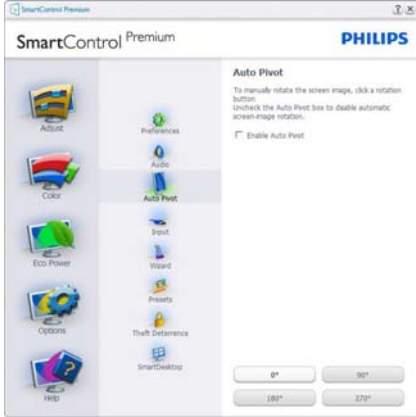 SmartControl Premium
SmartControl Premium
PHILIPS
Adjust
Color
Eco Power
Options
Help
Preferences
Audio
Auto Pivot
Input
Wizard
Presets
Theft Deterrence
SmartDesktop
Auto Pivot
To manually rotate the screen image, click a rotation
button
Uncheck the Auto Pivot box to disable automatic
screen-image rotation.
Enable Auto Pivot
0°
90°
180°
270°